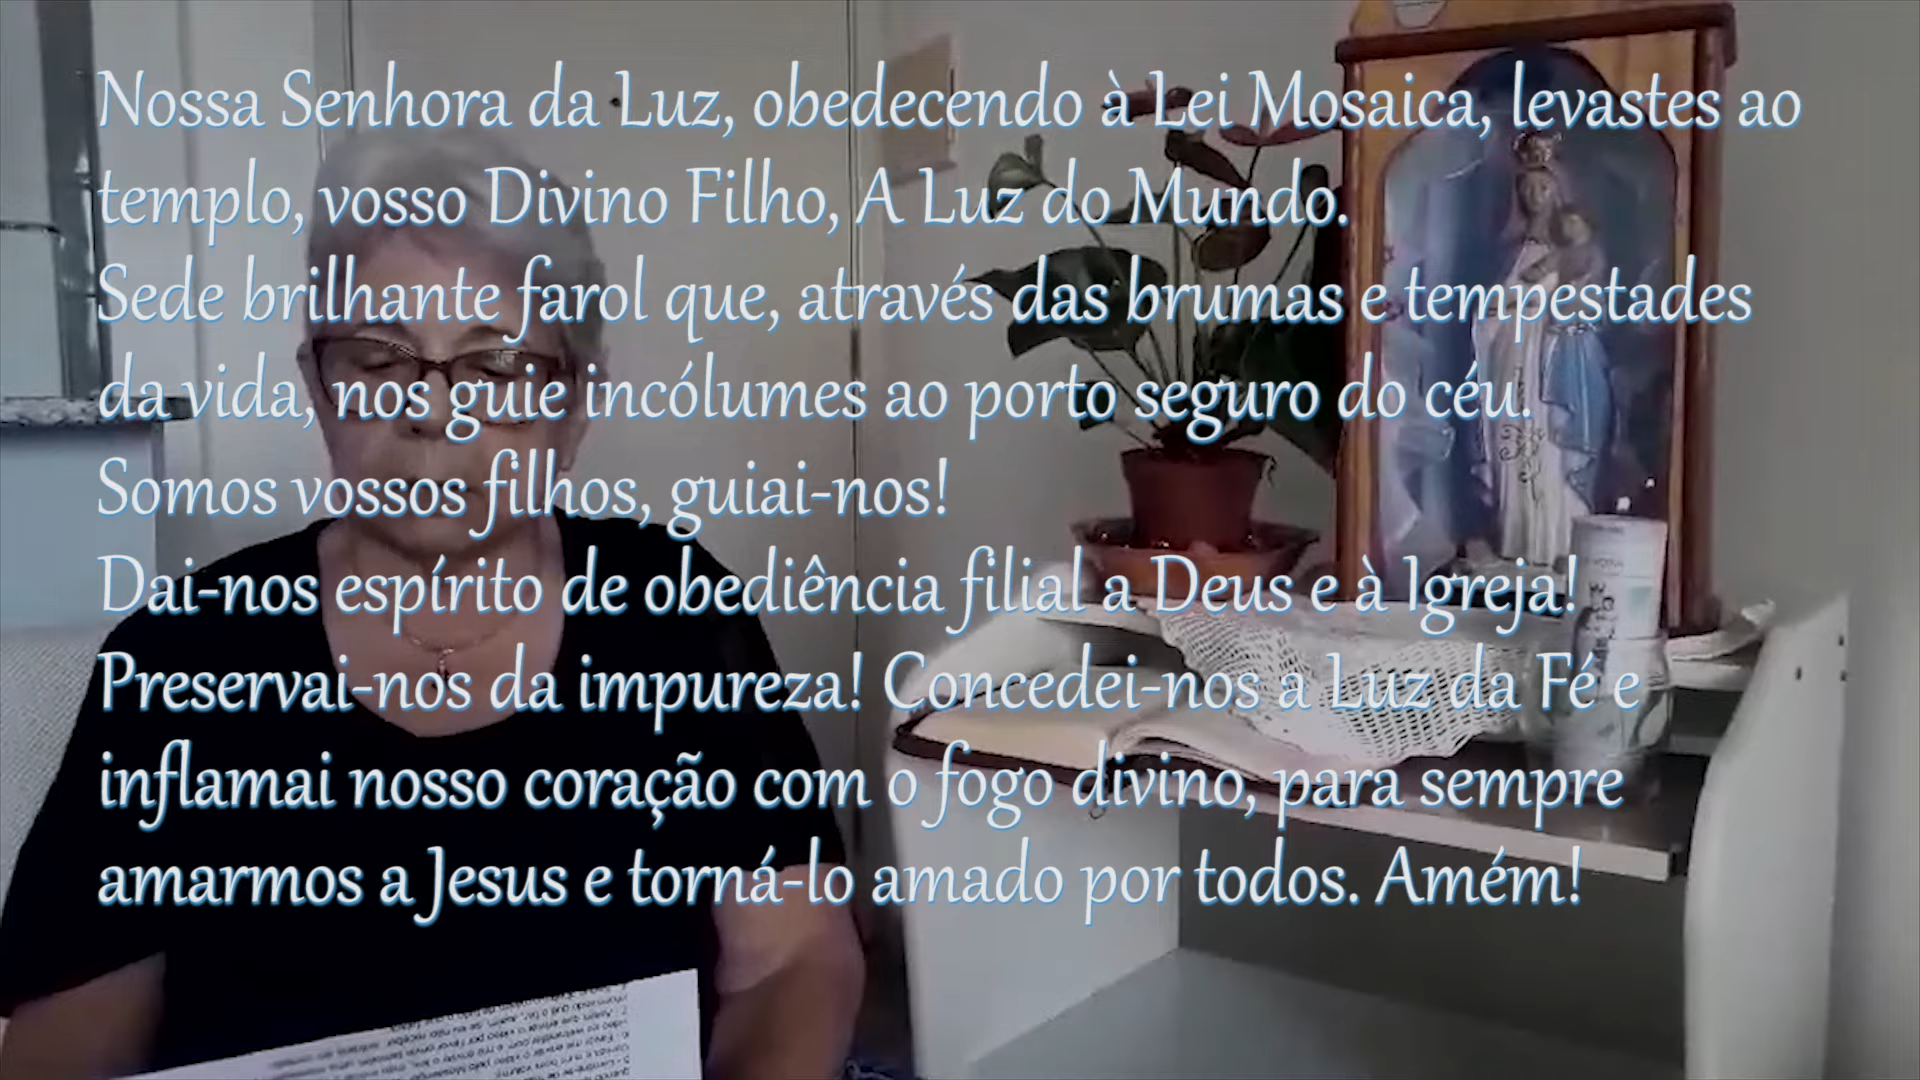 Nossa Senhora da Luz, obedecendo à Lei Mosaica, levastes ao
templo, vosso Divino Filho, A Luz do Mundo.
Sede brilhante farol que, através das brumas e tempestades
da vida, nos guie incólumes ao porto seguro do céu.
Somos vossos filhos, guiai-nos!
Dai-nos espírito de obediência filial a Deus e à Igreja!
Preservai-nos da impureza! Concedei-nos a Luz da Fé e
inflamai nosso coração com o fogo divino, para sempre
amarmos a Jesus e torná-lo amado por todos. Amém!